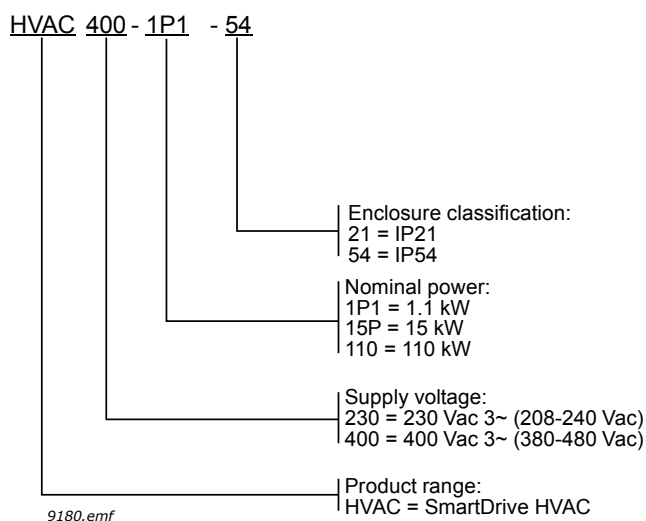 HVAC 400 - 1P1 - 54
Enclosure classification:
21 = IP21
54 = IP54
Nominal power:
1P1 = 1.1 kW
15P = 15 kW
110 = 110 kW
Supply voltage:
230 = 230 Vac 3~ (208-240 Vac)
400 = 400 Vac 3~ (380-480 Vac)
Product range:
HVAC = SmartDrive HVAC
9180.emf